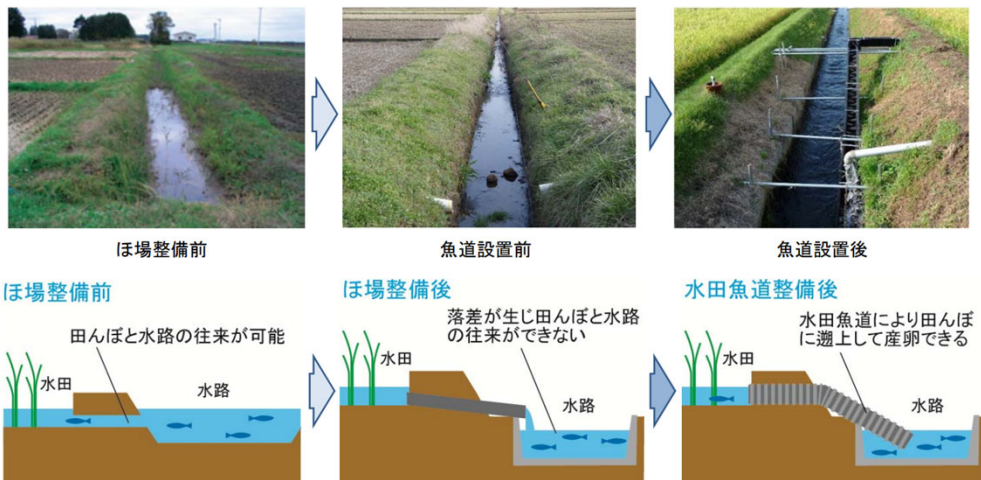 ほ場整備前
魚道設置前
魚道設置後
ほ場整備前
田んぼと水路の往来が可能
水田
水路
ほ場整備後
落差が生じ田んぼと水路
の往来ができない
水田
水路
水田魚道整備後
水田魚道により田んぼ
に遡上して産卵できる
水田
水路